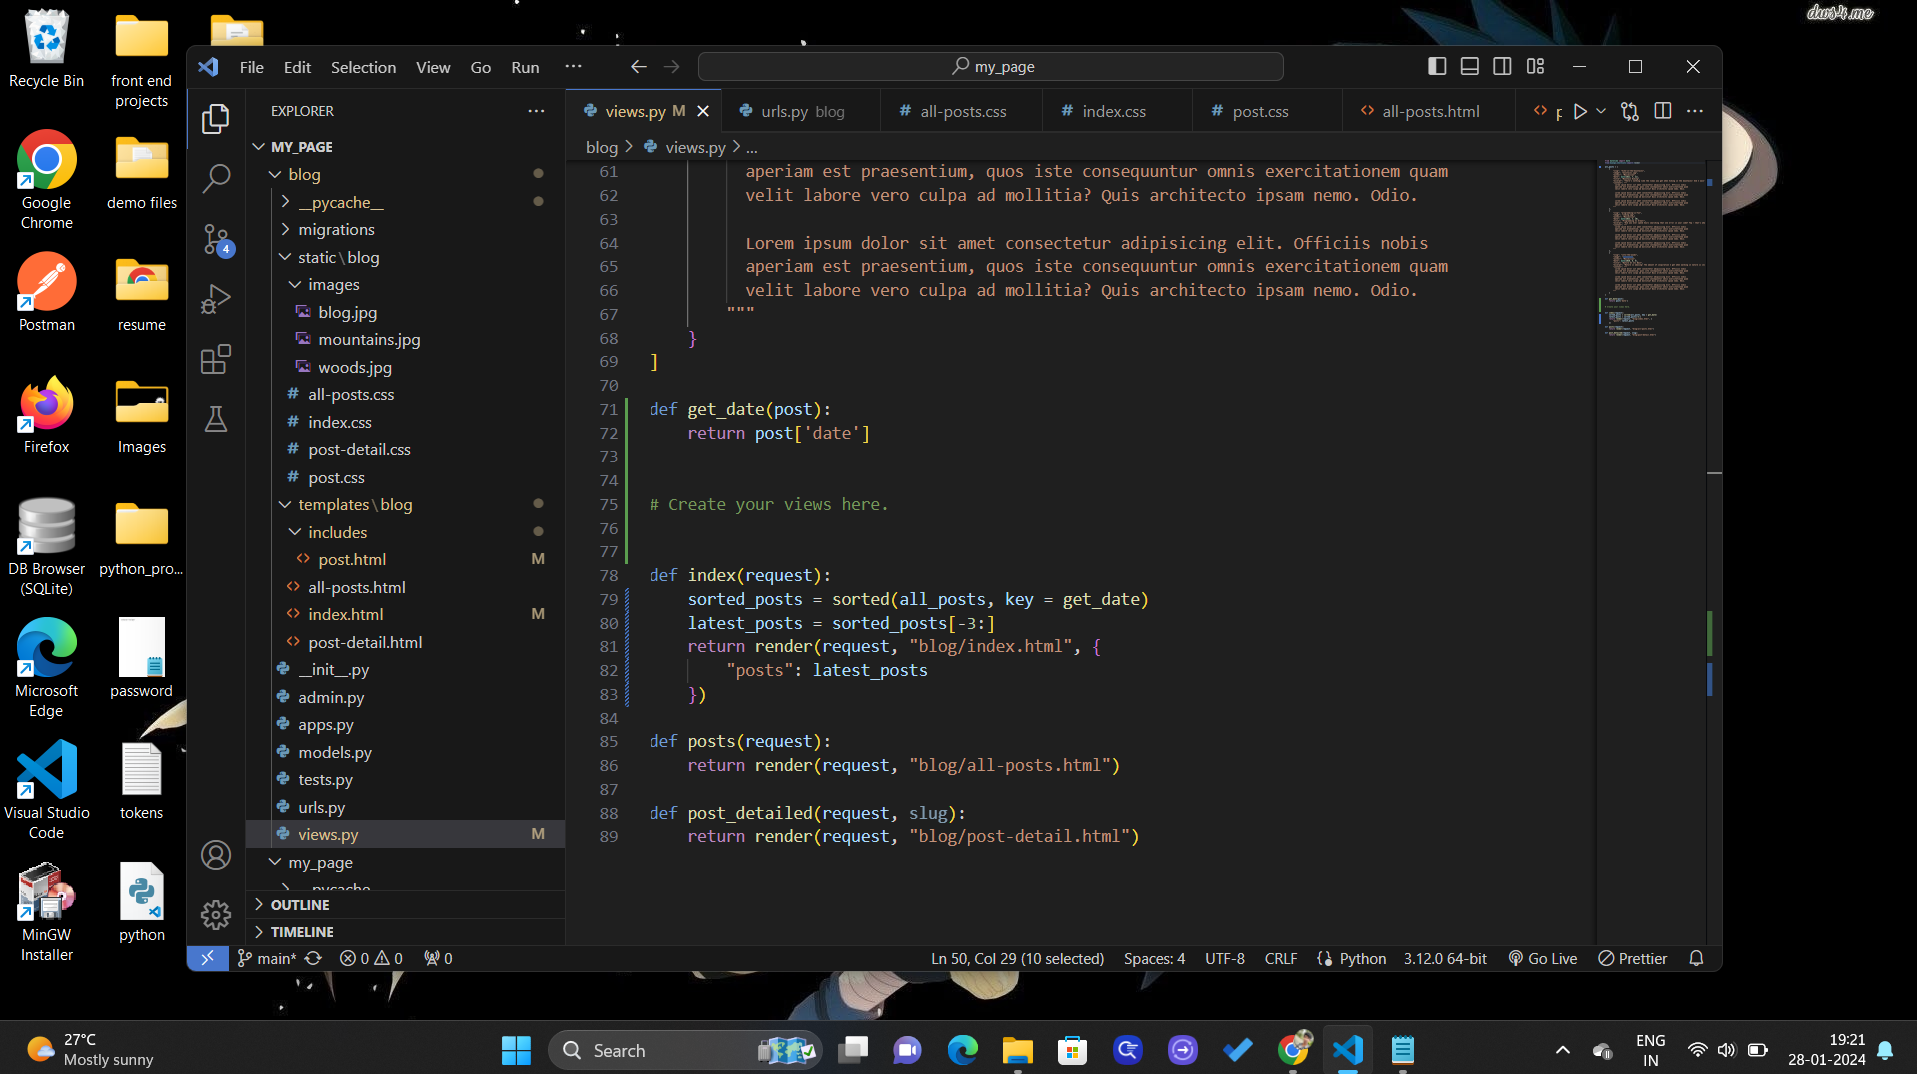 dws4.me
Recycle Bin
front end projects
Google Chrome
demo files
Postman
resume
Firefox
Images
DB Browser (SQLite)
python_pro...
Microsoft Edge
password
Visual Studio Code
tokens
MinGW Installer
python
File Edit Selection View Go Run ···
my_page
EXPLORER
MY_PAGE
blog
__pycache__
migrations
static\blog
images
blog.jpg
mountains.jpg
woods.jpg
# all-posts.css
# index.css
# post-detail.css
# post.css
templates\blog
includes
<> post.html M
<> all-posts.html
<> index.html M
<> post-detail.html
__init__.py
admin.py
apps.py
models.py
tests.py
urls.py
views.py M
my_page
OUTLINE
TIMELINE
4
views.py M
urls.py blog
# all-posts.css
# index.css
# post.css
<> all-posts.html
blog > views.py > ...
61 aperiam est praesentium, quos iste consequuntur omnis exercitationem quam
62 velit labore vero culpa ad mollitia? Quis architecto ipsam nemo. Odio.
63
64 Lorem ipsum dolor sit amet consectetur adipisicing elit. Officiis nobis
65 aperiam est praesentium, quos iste consequuntur omnis exercitationem quam
66 velit labore vero culpa ad mollitia? Quis architecto ipsam nemo. Odio.
67 """
68 }
69 ]
70
71 def get_date(post):
72 return post['date']
73
74
75 # Create your views here.
76
77
78 def index(request):
79 sorted_posts = sorted(all_posts, key = get_date)
80 latest_posts = sorted_posts[-3:]
81 return render(request, "blog/index.html", {
82 "posts": latest_posts
83 })
84
85 def posts(request):
86 return render(request, "blog/all-posts.html")
87
88 def post_detailed(request, slug):
89 return render(request, "blog/post-detail.html")
main* 0 0 0 Ln 50, Col 29 (10 selected) Spaces: 4 UTF-8 CRLF Python 3.12.0 64-bit Go Live Prettier
27°C
Mostly sunny
Search
ENG
IN
19:21
28-01-2024